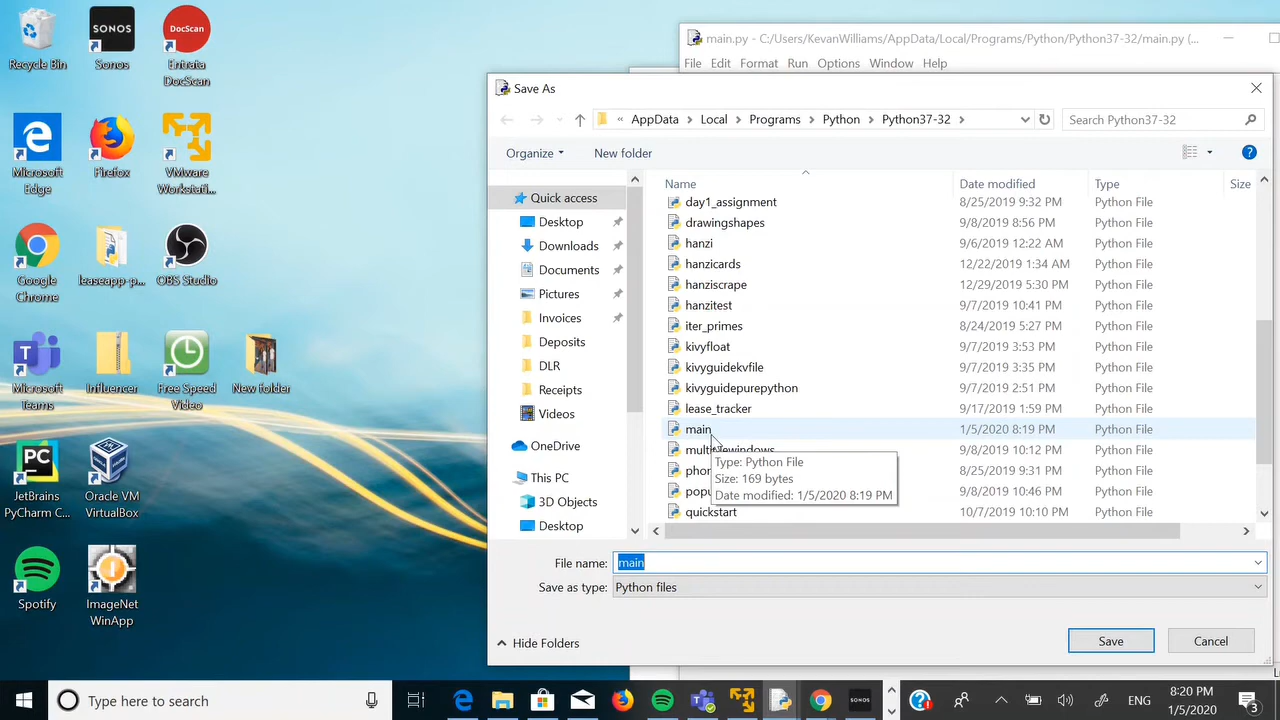 Recycle Bin
SONOS
Sonos
DocScan
Entrata
DocScan
Microsoft
Edge
Firefox
VMware
Workstati...
Google
Chrome
leaseapp-p...
OBS Studio
Microsoft
Teams
Influencer
Free Speed
Video
New folder
PC
JetBrains
PyCharm C...
Oracle VM
VirtualBox
Spotify
ImageNet
WinApp
main.py - C:/Users/KevanWilliams/AppData/Local/Programs/Python/Python37-32/main.py (...
File Edit Format Run Options Window Help
Save As
« AppData Local Programs Python Python37-32
Search Python37-32
Organize New folder
Quick access
Desktop
Downloads
Documents
Pictures
Invoices
Deposits
DLR
Receipts
Videos
OneDrive
This PC
3D Objects
Desktop
Name Date modified Type Size
day1_assignment 8/25/2019 9:32 PM Python File
drawingshapes 9/8/2019 8:56 PM Python File
hanzi 9/6/2019 12:22 AM Python File
hanzicards 12/22/2019 1:34 AM Python File
hanziscrape 12/29/2019 5:30 PM Python File
hanzitest 9/7/2019 10:41 PM Python File
iter_primes 8/24/2019 5:27 PM Python File
kivyfloat 9/7/2019 3:53 PM Python File
kivyguidekvfile 9/7/2019 3:35 PM Python File
kivyguidepurepython 9/7/2019 2:51 PM Python File
lease_tracker 9/17/2019 1:59 PM Python File
main 1/5/2020 8:19 PM Python File
9/8/2019 10:12 PM Python File
8/25/2019 9:31 PM Python File
9/8/2019 10:46 PM Python File
quickstart 10/7/2019 10:10 PM Python File
Type: Python File
Size: 169 bytes
Date modified: 1/5/2020 8:19 PM
File name: main
Save as type: Python files
Hide Folders
Save
Cancel
Type here to search
SONOS
ENG
8:20 PM
1/5/2020
3